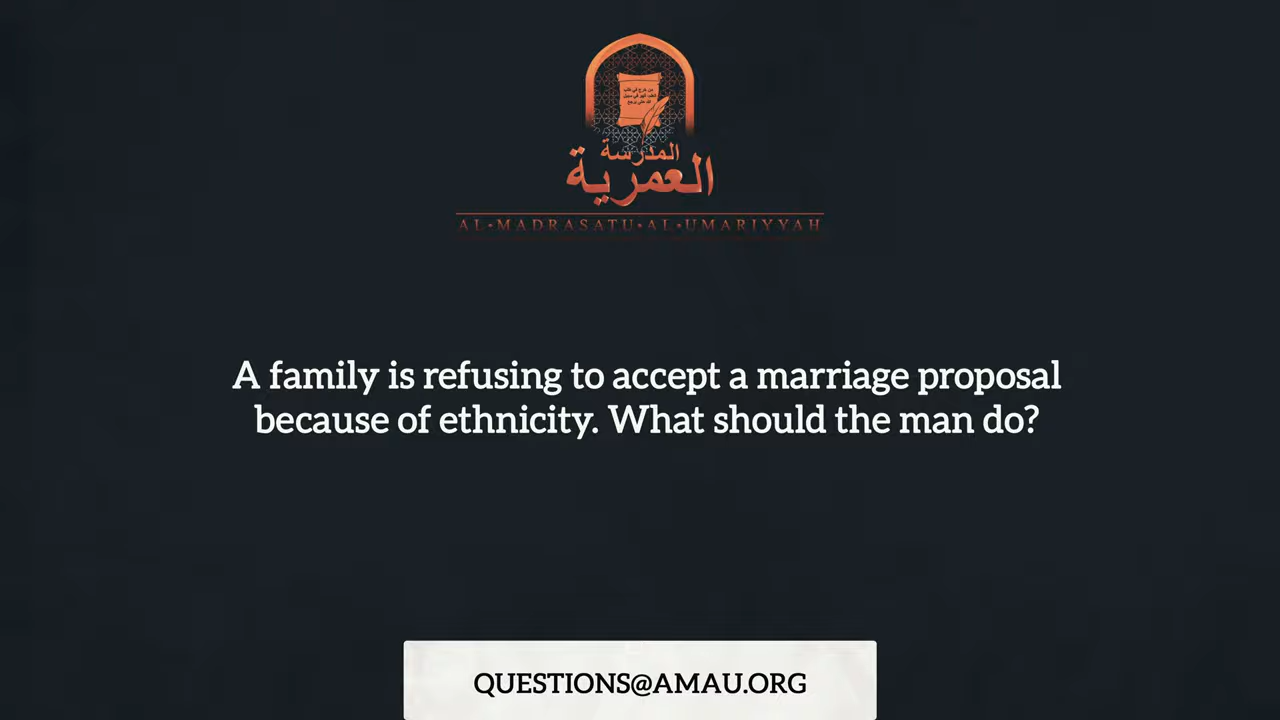 المدرسة
العمرية
AL•MADRASATU•AL•UMARIYYAH
A family is refusing to accept a marriage proposal
because of ethnicity. What should the man do?
QUESTIONS@AMAU.ORG